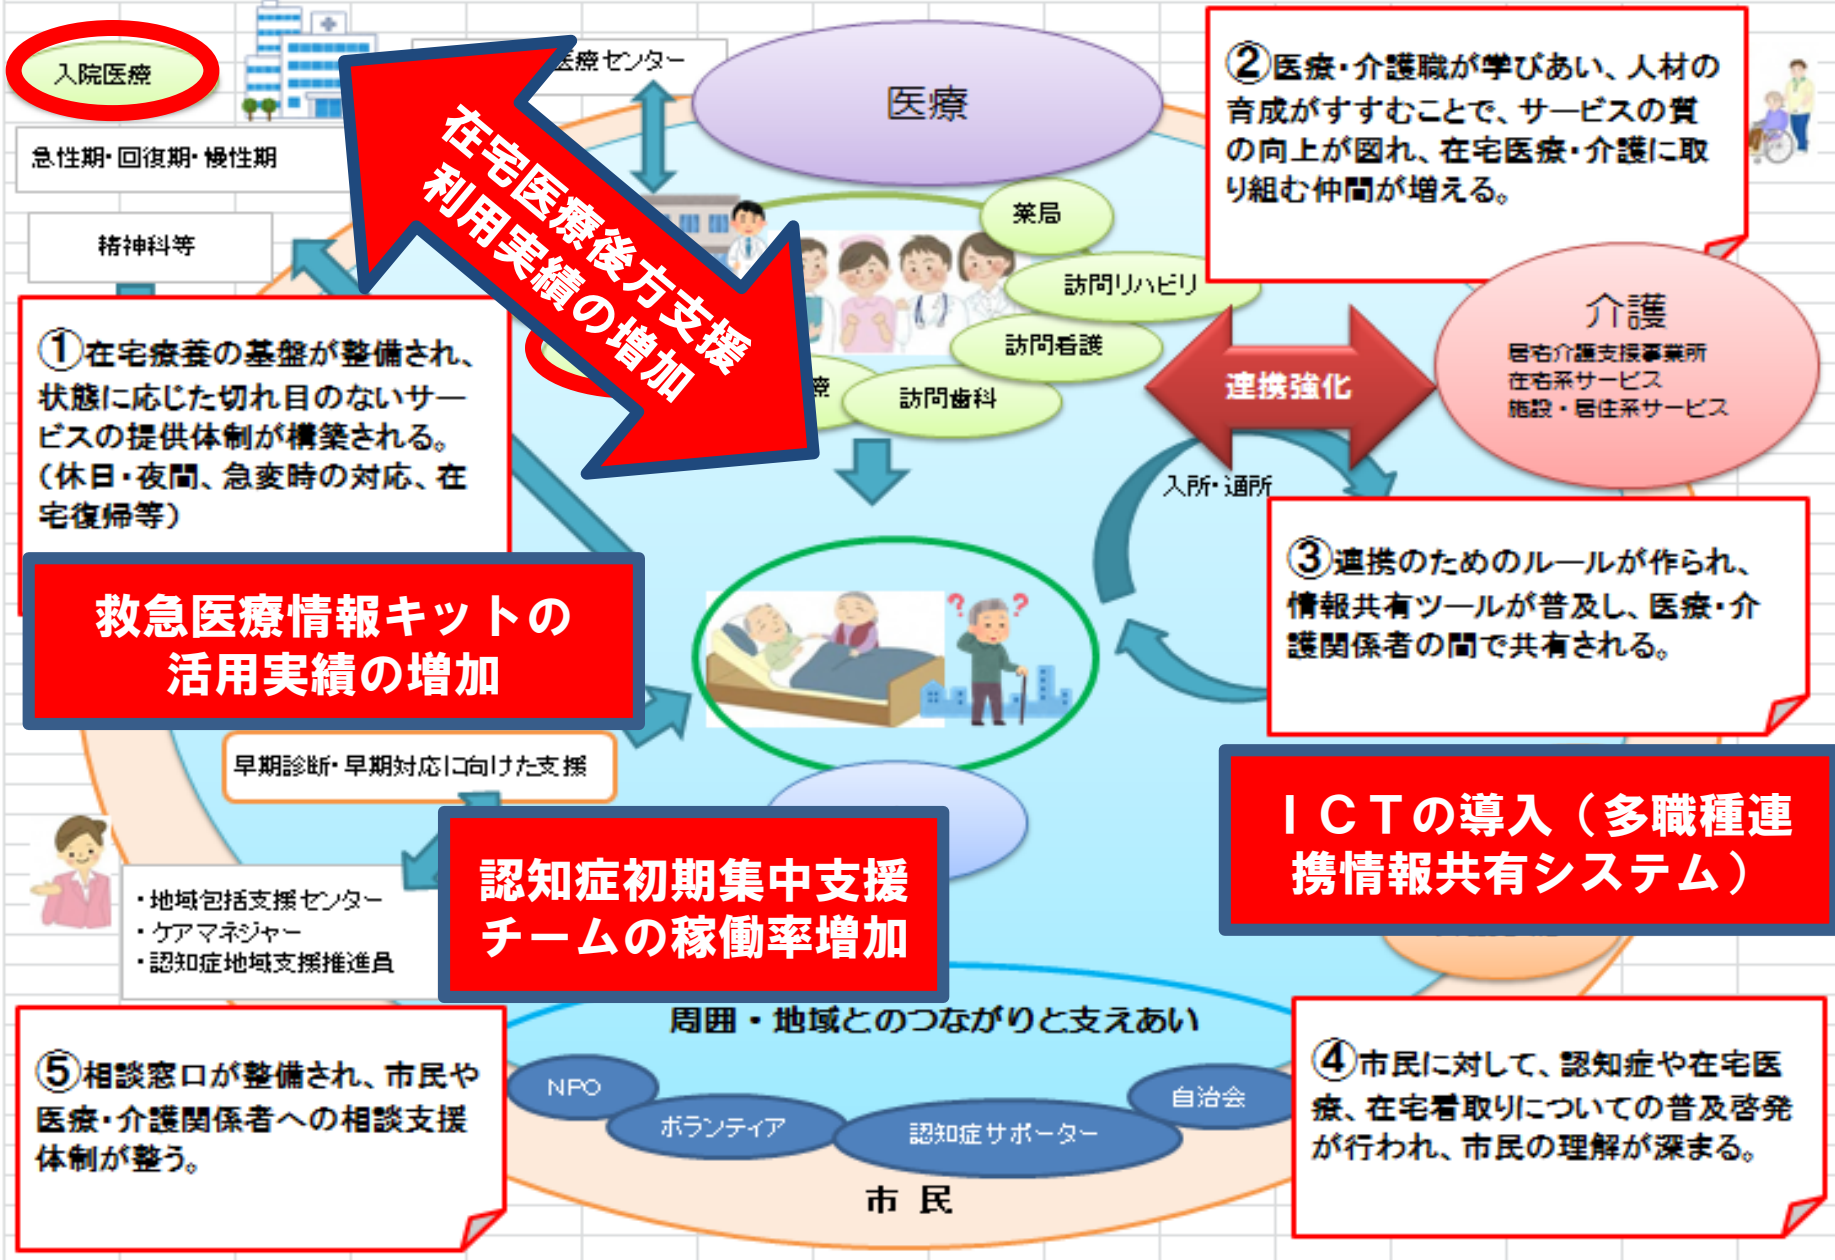 入院医療
医療センター
医療
急性期・回復期・慢性期
精神科等
在宅医療後方支援
利用実績の増加
②医療・介護職が学びあい、人材の
育成がすすむことで、サービスの質
の向上が図れ、在宅医療・介護に取
り組む仲間が増える。
薬局
訪問リハビリ
訪問看護
訪問歯科
療
連携強化
介護
居宅介護支援事業所
在宅系サービス
施設・居住系サービス
①在宅療養の基盤が整備され、
状態に応じた切れ目のないサー
ビスの提供体制が構築される。
（休日・夜間、急変時の対応、在
宅復帰等）
入所・通所
救急医療情報キットの
活用実績の増加
？
？
③連携のためのルールが作られ、
情報共有ツールが普及し、医療・介
護関係者の間で共有される。
早期診断・早期対応に向けた支援
ＩＣＴの導入（多職種連
携情報共有システム）
認知症初期集中支援
チームの稼働率増加
・地域包括支援センター
・ケアマネジャー
・認知症地域支援推進員
周囲・地域とのつながりと支えあい
NPO
ボランティア
認知症サポーター
自治会
市 民
⑤相談窓口が整備され、市民や
医療・介護関係者への相談支援
体制が整う。
④市民に対して、認知症や在宅医
療、在宅看取りについての普及啓発
が行われ、市民の理解が深まる。